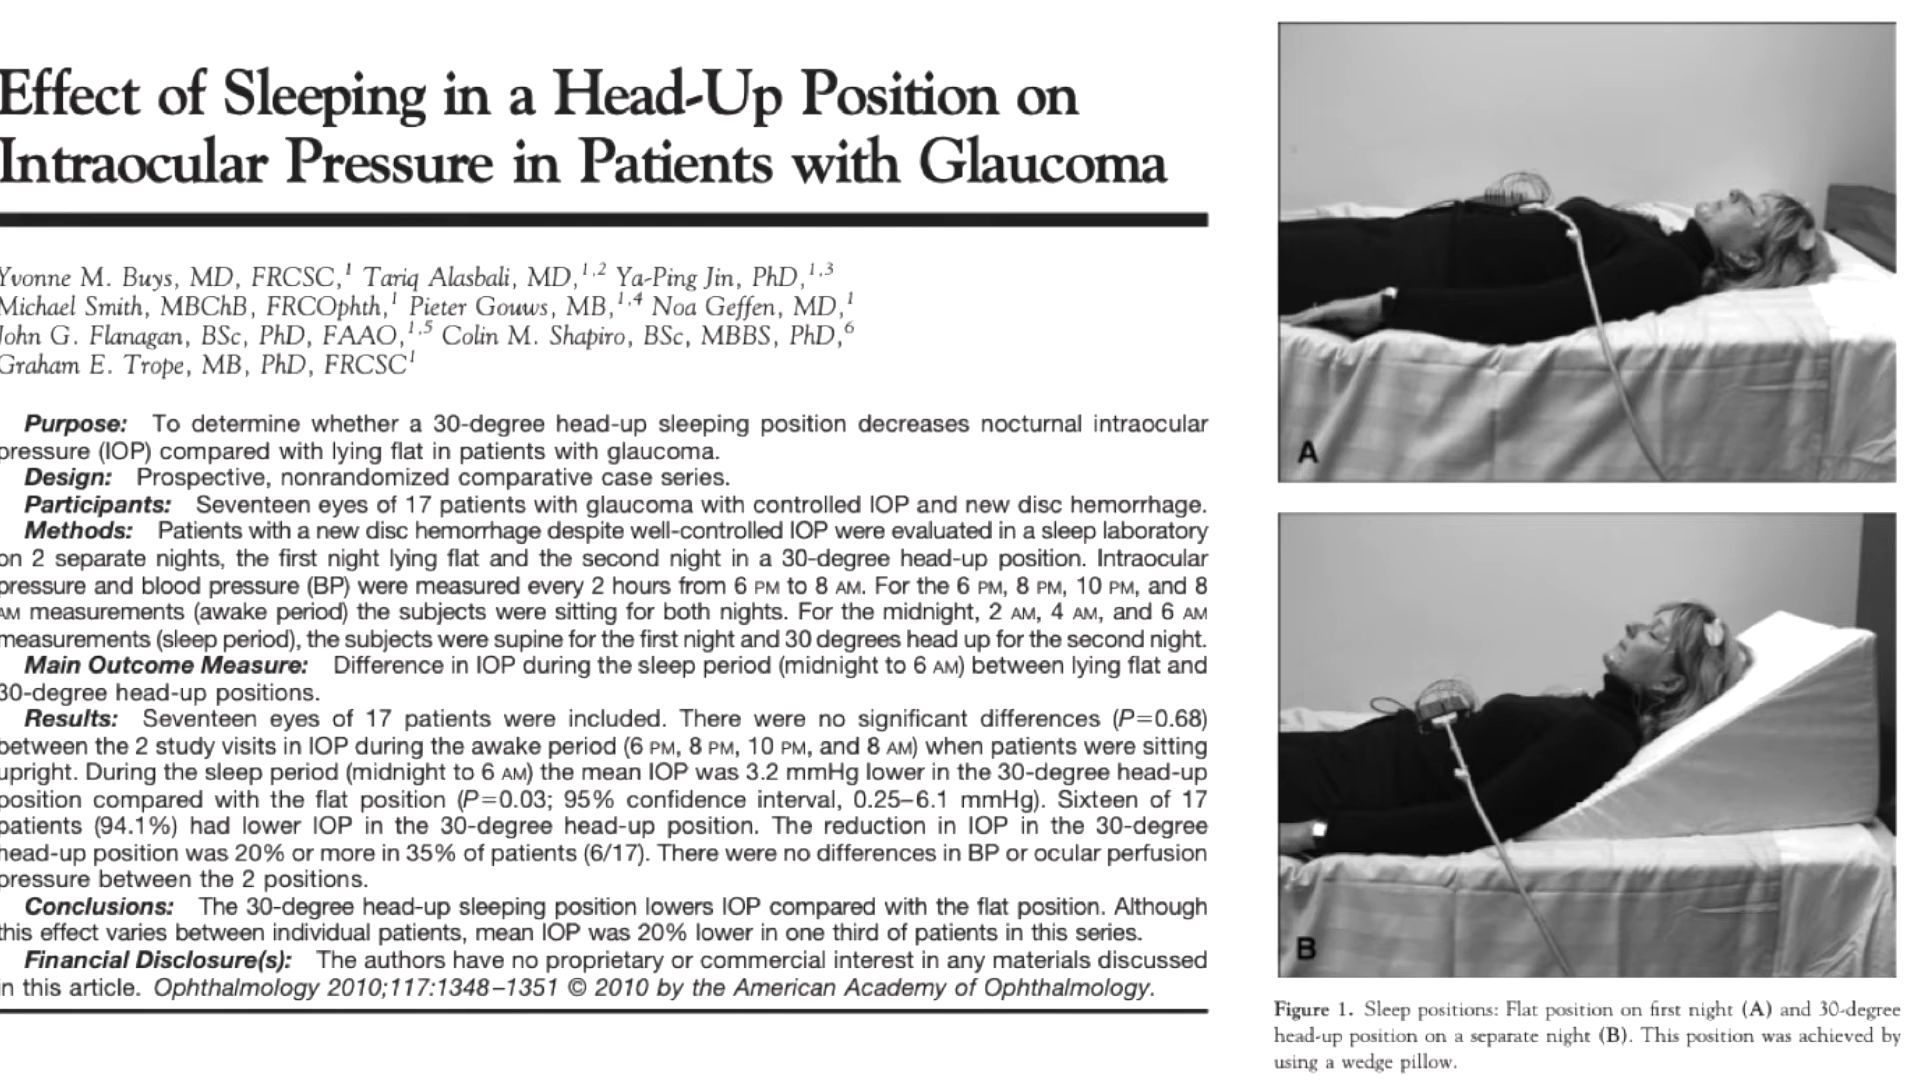 Effect of Sleeping in a Head-Up Position on
Intraocular Pressure in Patients with Glaucoma
Yvonne M. Buys, MD, FRCSC,1 Tariq Alasbali, MD,1,2 Ya-Ping Jin, PhD,1,3
Michael Smith, MBChB, FRCOphth,1 Pieter Gouws, MB,1,4 Noa Geffen, MD,1
John G. Flanagan, BSc, PhD, FAAO,1,5 Colin M. Shapiro, BSc, MBBS, PhD,6
Graham E. Trope, MB, PhD, FRCSC1
Purpose: To determine whether a 30-degree head-up sleeping position decreases nocturnal intraocular
pressure (IOP) compared with lying flat in patients with glaucoma.
Design: Prospective, nonrandomized comparative case series.
Participants: Seventeen eyes of 17 patients with glaucoma with controlled IOP and new disc hemorrhage.
Methods: Patients with a new disc hemorrhage despite well-controlled IOP were evaluated in a sleep laboratory
on 2 separate nights, the first night lying flat and the second night in a 30-degree head-up position. Intraocular
pressure and blood pressure (BP) were measured every 2 hours from 6 PM to 8 AM. For the 6 PM, 8 PM, 10 PM, and 8
AM measurements (awake period) the subjects were sitting for both nights. For the midnight, 2 AM, 4 AM, and 6 AM
measurements (sleep period), the subjects were supine for the first night and 30 degrees head up for the second night.
Main Outcome Measure: Difference in IOP during the sleep period (midnight to 6 AM) between lying flat and
30-degree head-up positions.
Results: Seventeen eyes of 17 patients were included. There were no significant differences (P=0.68)
between the 2 study visits in IOP during the awake period (6 PM, 8 PM, 10 PM, and 8 AM) when patients were sitting
upright. During the sleep period (midnight to 6 AM) the mean IOP was 3.2 mmHg lower in the 30-degree head-up
position compared with the flat position (P=0.03; 95% confidence interval, 0.25–6.1 mmHg). Sixteen of 17
patients (94.1%) had lower IOP in the 30-degree head-up position. The reduction in IOP in the 30-degree
head-up position was 20% or more in 35% of patients (6/17). There were no differences in BP or ocular perfusion
pressure between the 2 positions.
Conclusions: The 30-degree head-up sleeping position lowers IOP compared with the flat position. Although
this effect varies between individual patients, mean IOP was 20% lower in one third of patients in this series.
Financial Disclosure(s): The authors have no proprietary or commercial interest in any materials discussed
in this article. Ophthalmology 2010;117:1348–1351 © 2010 by the American Academy of Ophthalmology.
A
B
Figure 1. Sleep positions: Flat position on first night (A) and 30-degree
head-up position on a separate night (B). This position was achieved by
using a wedge pillow.